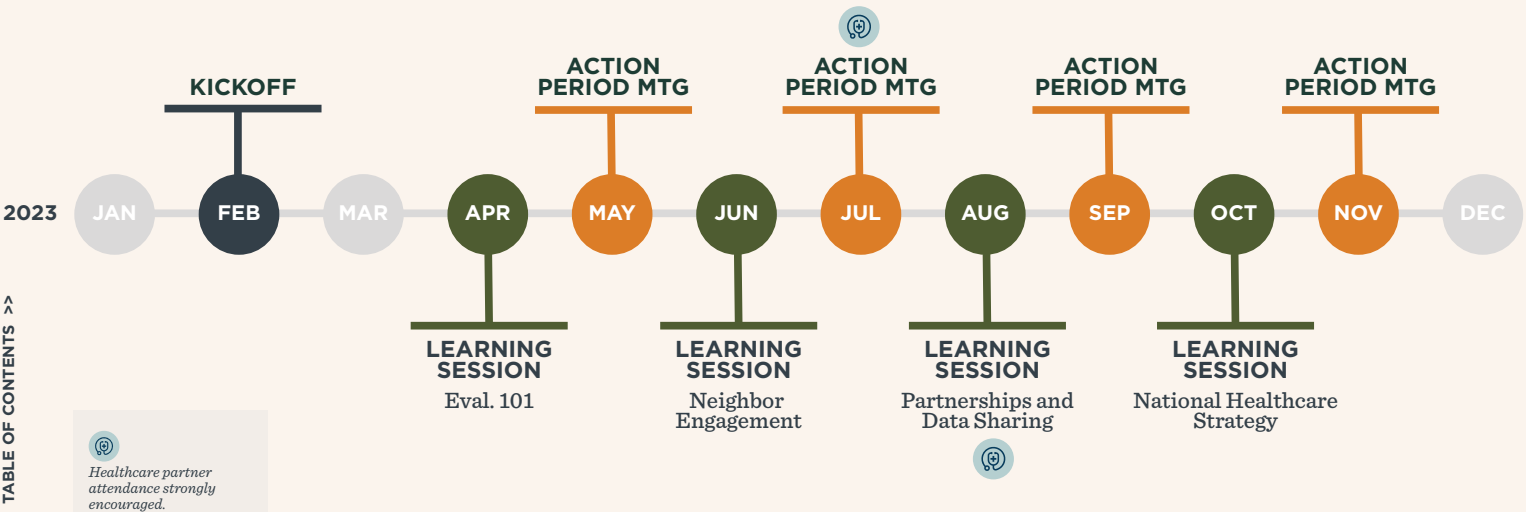 KICKOFF
ACTION
PERIOD MTG
ACTION
PERIOD MTG
ACTION
PERIOD MTG
ACTION
PERIOD MTG
2023
JAN
FEB
MAR
APR
MAY
JUN
JUL
AUG
SEP
OCT
NOV
DEC
LEARNING
SESSION
Eval. 101
LEARNING
SESSION
Neighbor
Engagement
LEARNING
SESSION
Partnerships and
Data Sharing
LEARNING
SESSION
National Healthcare
Strategy
TABLE OF CONTENTS >>
Healthcare partner
attendance strongly
encouraged.